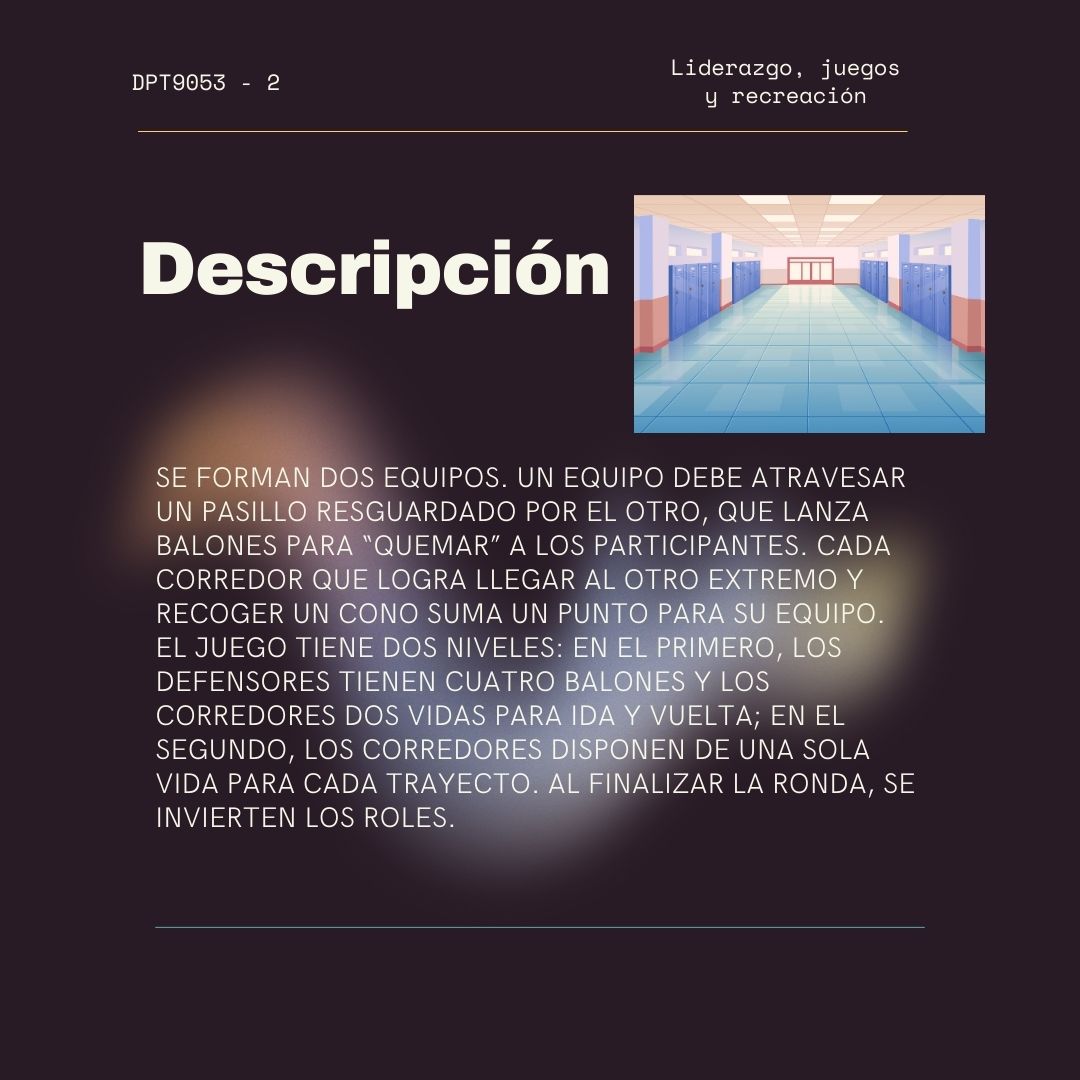 DPT9053 - 2
Liderazgo, juegos
y recreación
Descripción
SE FORMAN DOS EQUIPOS. UN EQUIPO DEBE ATRAVESAR
UN PASILLO RESGUARDADO POR EL OTRO, QUE LANZA
BALONES PARA “QUEMAR” A LOS PARTICIPANTES. CADA
CORREDOR QUE LOGRA LLEGAR AL OTRO EXTREMO Y
RECOGER UN CONO SUMA UN PUNTO PARA SU EQUIPO.
EL JUEGO TIENE DOS NIVELES: EN EL PRIMERO, LOS
DEFENSORES TIENEN CUATRO BALONES Y LOS
CORREDORES DOS VIDAS PARA IDA Y VUELTA; EN EL
SEGUNDO, LOS CORREDORES DISPONEN DE UNA SOLA
VIDA PARA CADA TRAYECTO. AL FINALIZAR LA RONDA, SE
INVIERTEN LOS ROLES.